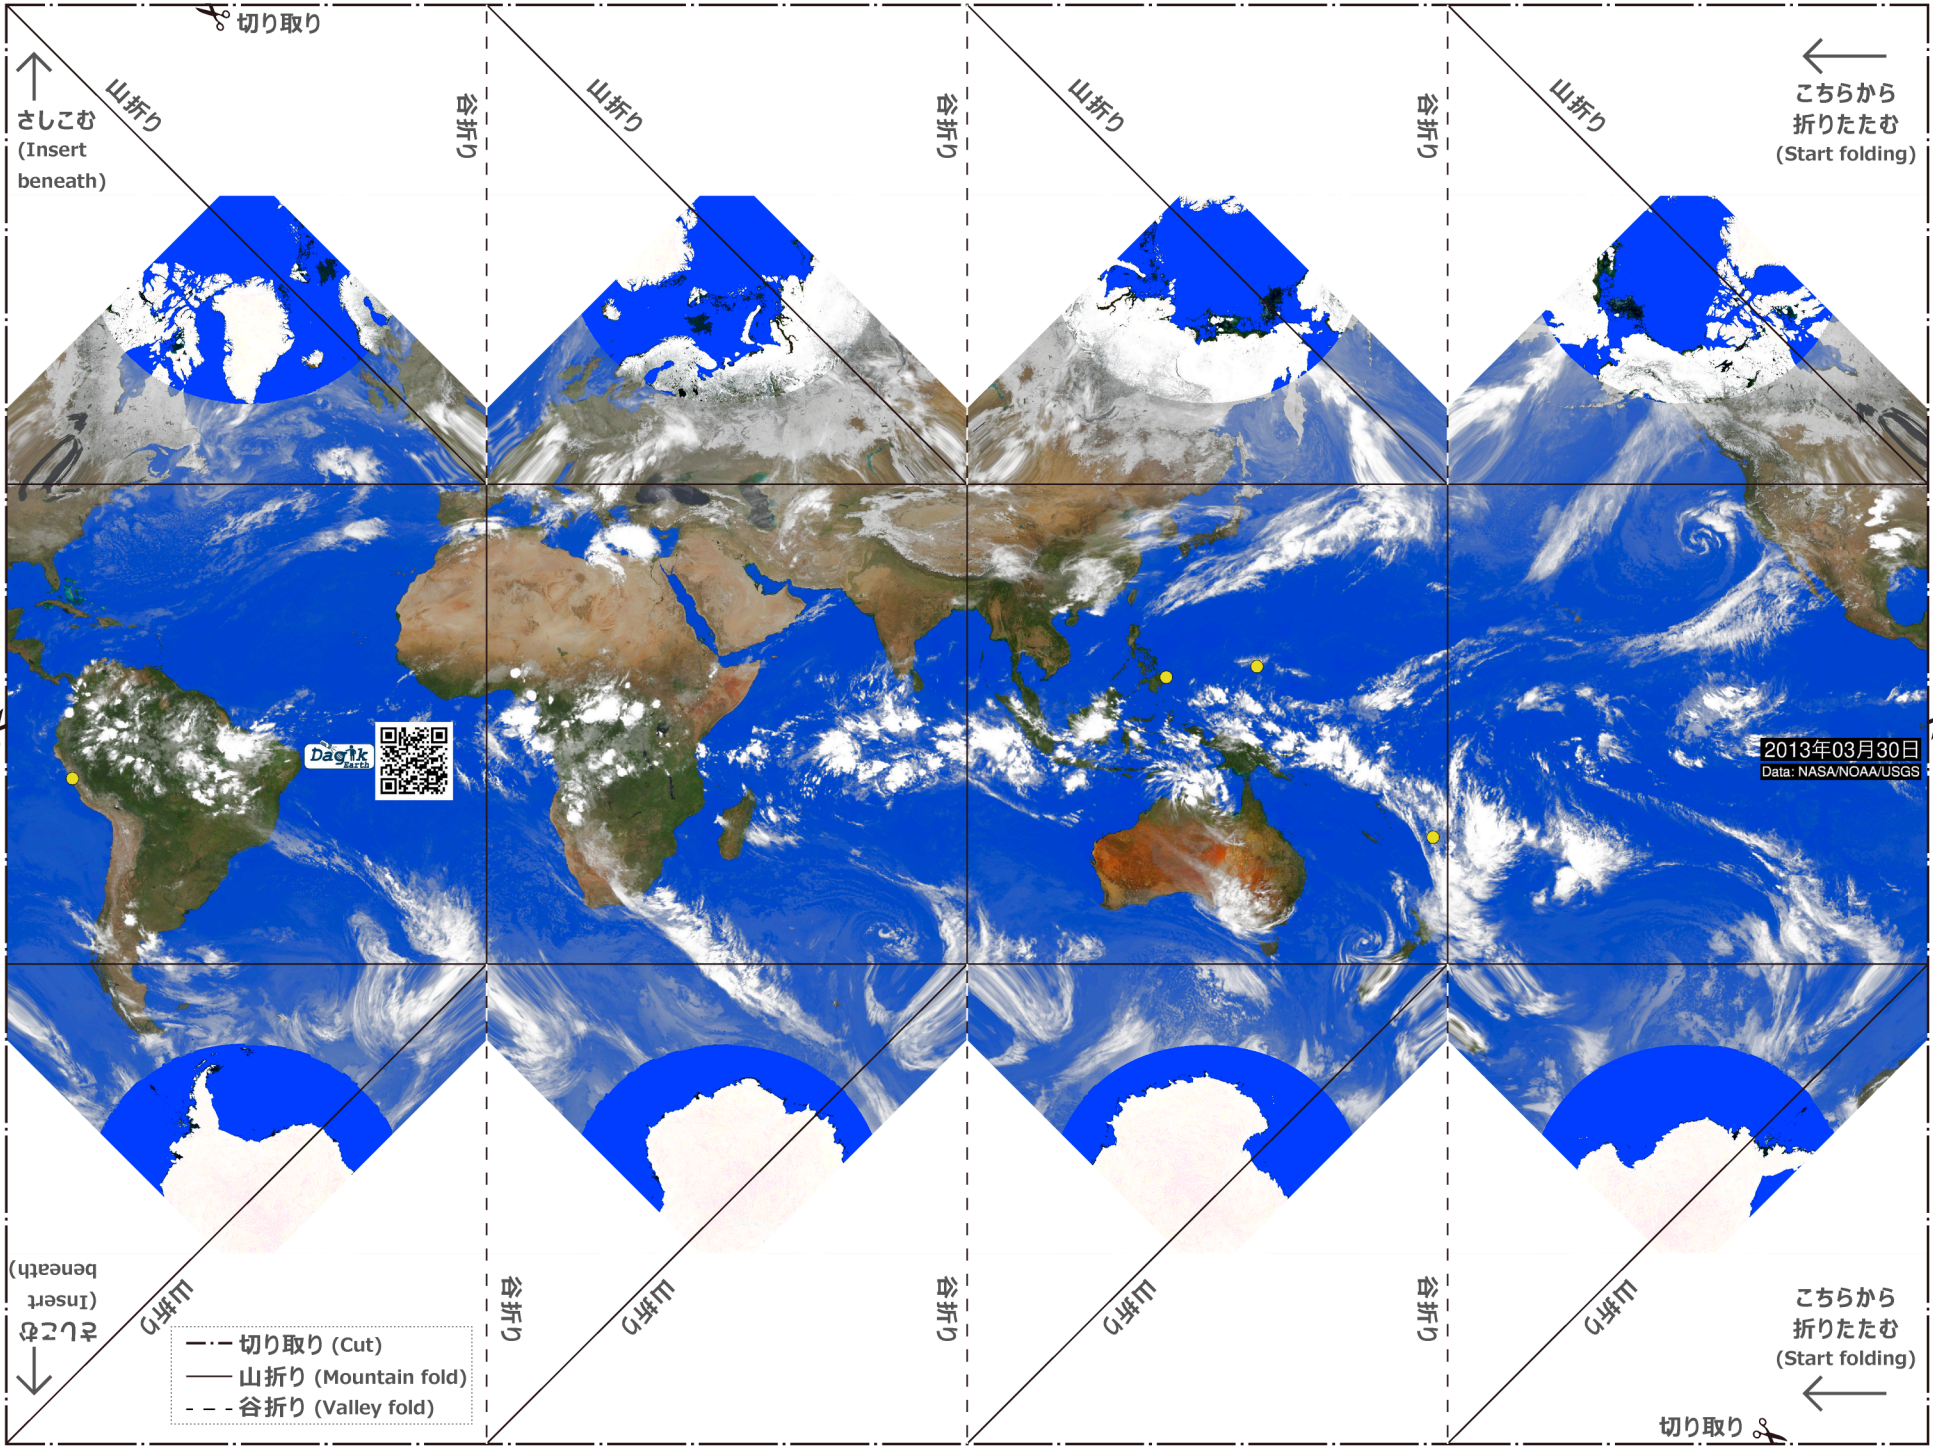 切り取り
山折り
谷折り
山折り
谷折り
山折り
谷折り
山折り
さしこむ
(Insert
beneath)
こちらから
折りたたむ
(Start folding)
Dagik
Earth
2013年03月30日
Data: NASA/NOAA/USGS
さしこむ
(Insert
beneath)
山折り
谷折り
山折り
谷折り
山折り
谷折り
山折り
切り取り (Cut)
山折り (Mountain fold)
谷折り (Valley fold)
こちらから
折りたたむ
(Start folding)
切り取り